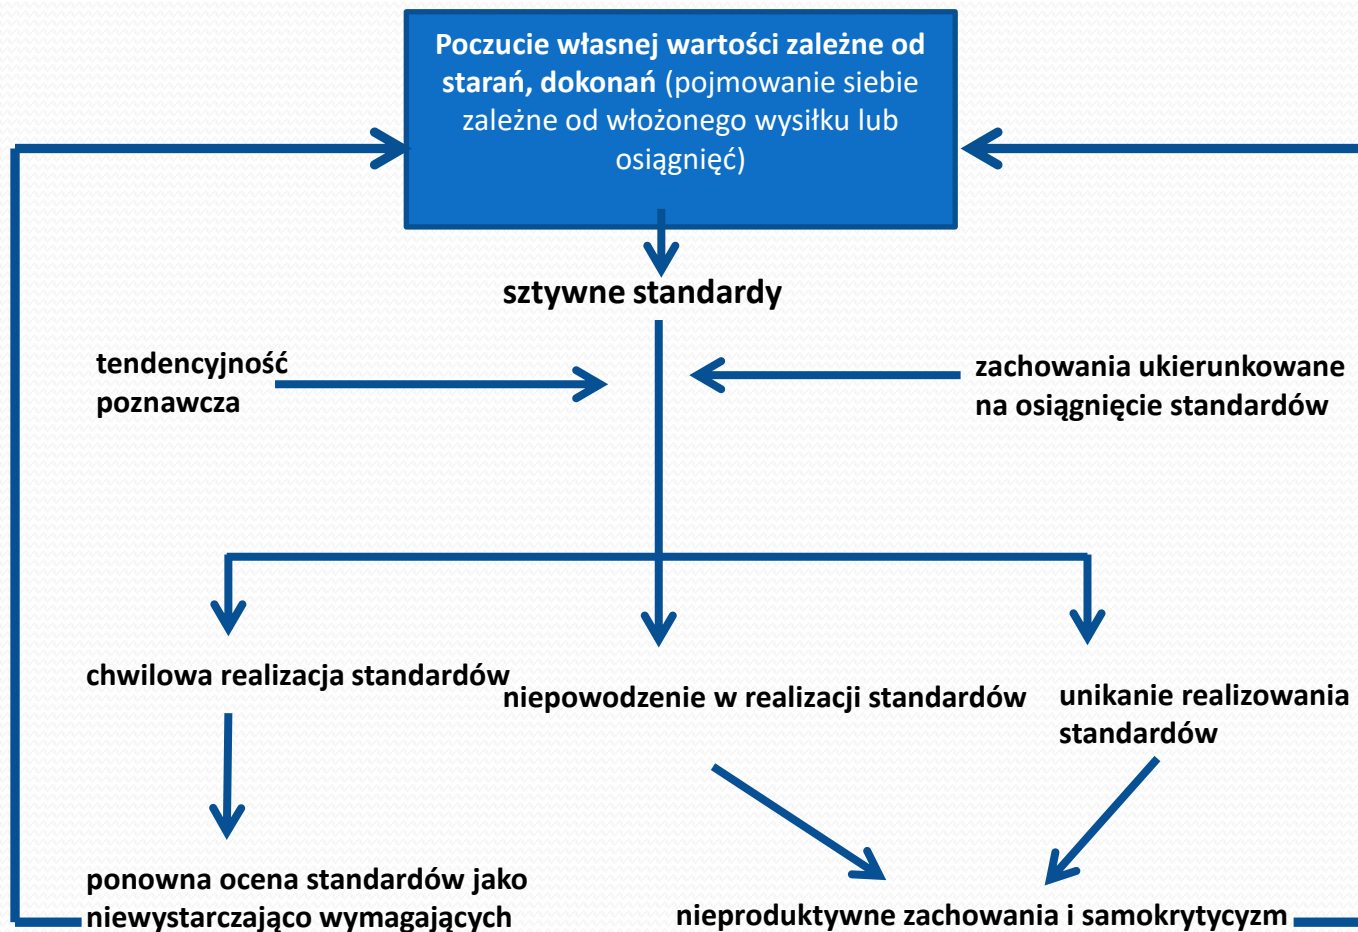 Poczucie własnej wartości zależne od
starań, dokonań (pojmowanie siebie
zależne od włożonego wysiłku lub
osiągnięć)
sztywne standardy
tendencyjność
poznawcza
zachowania ukierunkowane
na osiągnięcie standardów
chwilowa realizacja standardów
niepowodzenie w realizacji standardów
unikanie realizowania
standardów
ponowna ocena standardów jako
niewystarczająco wymagających
nieproduktywne zachowania i samokrytycyzm